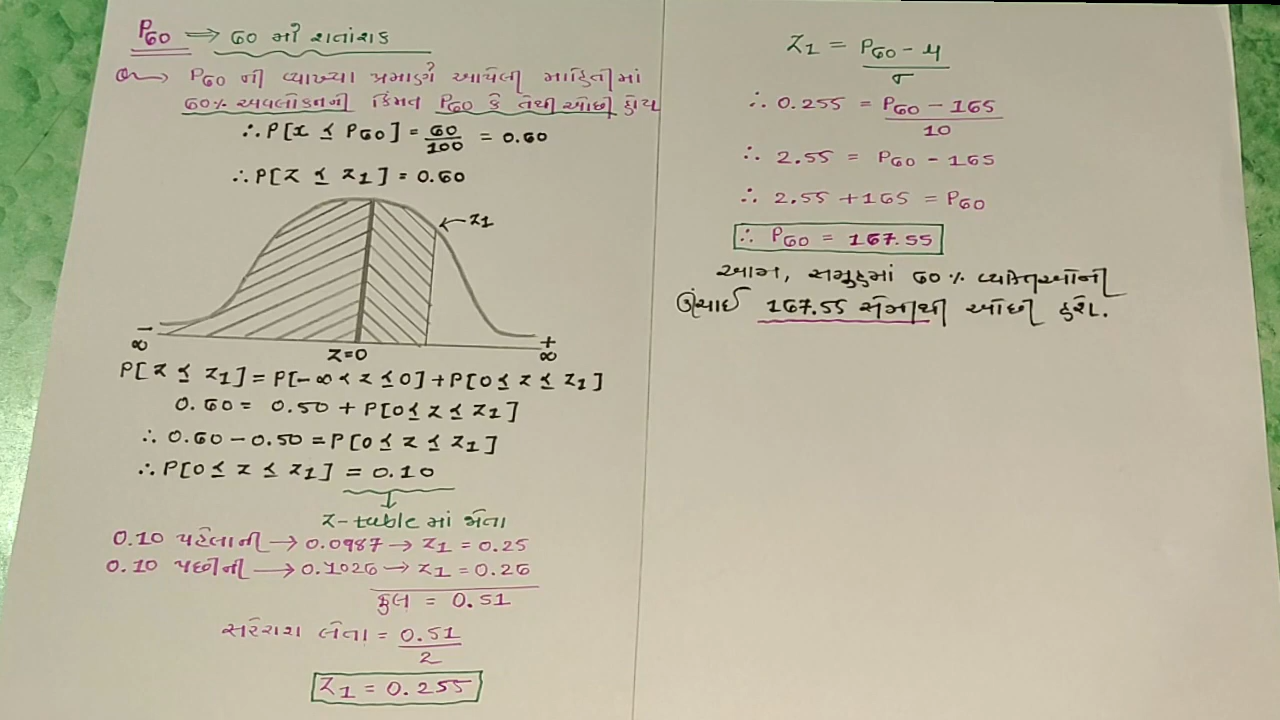 P60 ⟹ 60 મો શતાંશક
P60 ની વ્યાખ્યા પ્રમાણે આપેલી માહિતીમાં
60% અવલોકનની કિંમત P60 કે તેથી ઓછી હોય
∴ P[x ≤ P60] = 60/100 = 0.60
∴ P[Z ≤ z1] = 0.60
← z1
-∞
+∞
Z=0
P[Z ≤ z1] = P[-∞ < z ≤ 0] + P[0 ≤ z ≤ z1]
0.60 = 0.50 + P[0 ≤ z ≤ z1]
∴ 0.60 - 0.50 = P[0 ≤ z ≤ z1]
∴ P[0 ≤ z ≤ z1] = 0.10
z-table માં જોતા
0.10 પહેલાની → 0.0987 → z1 = 0.25
0.10 પછીની → 0.1026 → z1 = 0.26
કુલ = 0.51
સરેરાશ લેતા = 0.51/2
z1 = 0.255
Z1 = P60 - μ / σ
∴ 0.255 = P60 - 165 / 10
∴ 2.55 = P60 - 165
∴ 2.55 + 165 = P60
∴ P60 = 167.55
આમ, સમૂહમાં 60% વ્યક્તિઓની
ઊંચાઈ 167.55 સેમીથી ઓછી હશે.